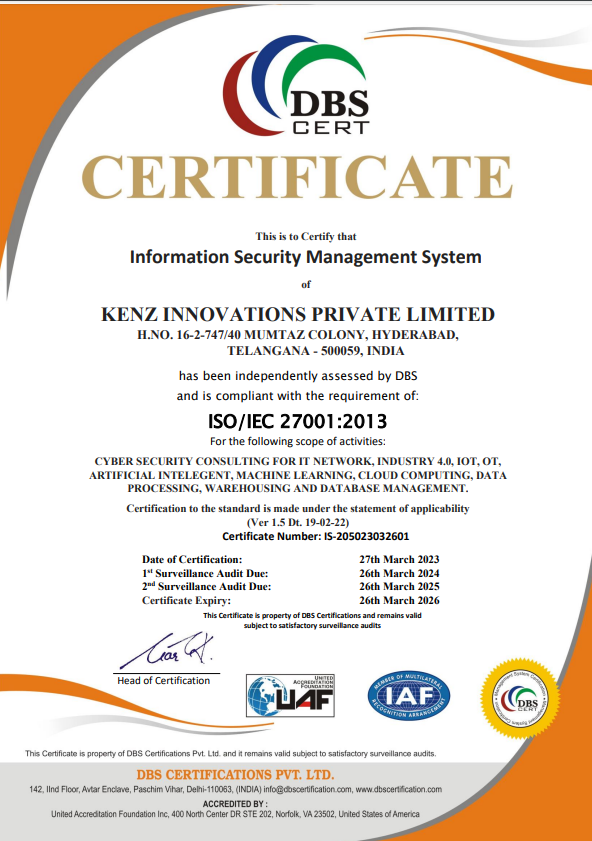 DBS
CERT
CERTIFICATE
This is to Certify that
Information Security Management System
of
KENZ INNOVATIONS PRIVATE LIMITED
H.NO. 16-2-747/40 MUMTAZ COLONY, HYDERABAD,
TELANGANA - 500059, INDIA
has been independently assessed by DBS
and is compliant with the requirement of:
ISO/IEC 27001:2013
For the following scope of activities:
CYBER SECURITY CONSULTING FOR IT NETWORK, INDUSTRY 4.0, IOT, OT,
ARTIFICIAL INTELEGENT, MACHINE LEARNING, CLOUD COMPUTING, DATA
PROCESSING, WAREHOUSING AND DATABASE MANAGEMENT.
Certification to the standard is made under the statement of applicability
(Ver 1.5 Dt. 19-02-22)
Certificate Number: IS-205023032601
Date of Certification: 27th March 2023
1st Surveillance Audit Due: 26th March 2024
2nd Surveillance Audit Due: 26th March 2025
Certificate Expiry: 26th March 2026
This Certificate is property of DBS Certifications and remains valid
subject to satisfactory surveillance audits
Head of Certification
UNITED
ACCREDITATION
FOUNDATION
UAF
MEMBER OF MULTILATERAL
IAF
RECOGNITION ARRANGEMENT
DBS
CERT
This Certificate is property of DBS Certifications Pvt. Ltd. and it remains valid subject to satisfactory surveillance audits.
DBS CERTIFICATIONS PVT. LTD.
142, IInd Floor, Avtar Enclave, Paschim Vihar, Delhi-110063, (INDIA) info@dbscertification.com, www.dbscertification.com
ACCREDITED BY :
United Accreditation Foundation Inc, 400 North Center DR STE 202, Norfolk, VA 23502, United States of America